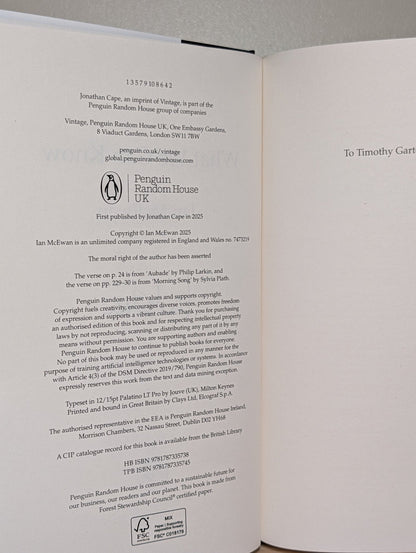 13579108642
Jonathan Cape, an imprint of Vintage, is part of the
Penguin Random House group of companies
Vintage, Penguin Random House UK, One Embassy Gardens,
8 Viaduct Gardens, London SW11 7BW
penguin.co.uk/vintage
global.penguinrandomhouse.com
Penguin
Random House
UK
First published by Jonathan Cape in 2025
Copyright © Ian McEwan 2025
Ian McEwan is an unlimited company registered in England and Wales no. 7473219
The moral right of the author has been asserted
The verse on p. 24 is from 'Aubade' by Philip Larkin, and
the verse on pp. 229–30 is from 'Morning Song' by Sylvia Plath.
Penguin Random House values and supports copyright.
Copyright fuels creativity, encourages diverse voices, promotes freedom
of expression and supports a vibrant culture. Thank you for purchasing
an authorised edition of this book and for respecting intellectual property
laws by not reproducing, scanning or distributing any part of it by any
means without permission. You are supporting authors and enabling
Penguin Random House to continue to publish books for everyone.
No part of this book may be used or reproduced in any manner for the
purpose of training artificial intelligence technologies or systems. In accordance
with Article 4(3) of the DSM Directive 2019/790, Penguin Random House
expressly reserves this work from the text and data mining exception.
Typeset in 12/15pt Palatino LT Pro by Jouve (UK), Milton Keynes
Printed and bound in Great Britain by Clays Ltd, Elcograf S.p.A.
The authorised representative in the EEA is Penguin Random House Ireland,
Morrison Chambers, 32 Nassau Street, Dublin D02 YH68
A CIP catalogue record for this book is available from the British Library
HB ISBN 9781787335738
TPB ISBN 9781787335745
Penguin Random House is committed to a sustainable future for
our business, our readers and our planet. This book is made from
Forest Stewardship Council® certified paper.
MIX
Paper | Supporting
responsible forestry
FSC
FSC® C018179
To Timothy Gart